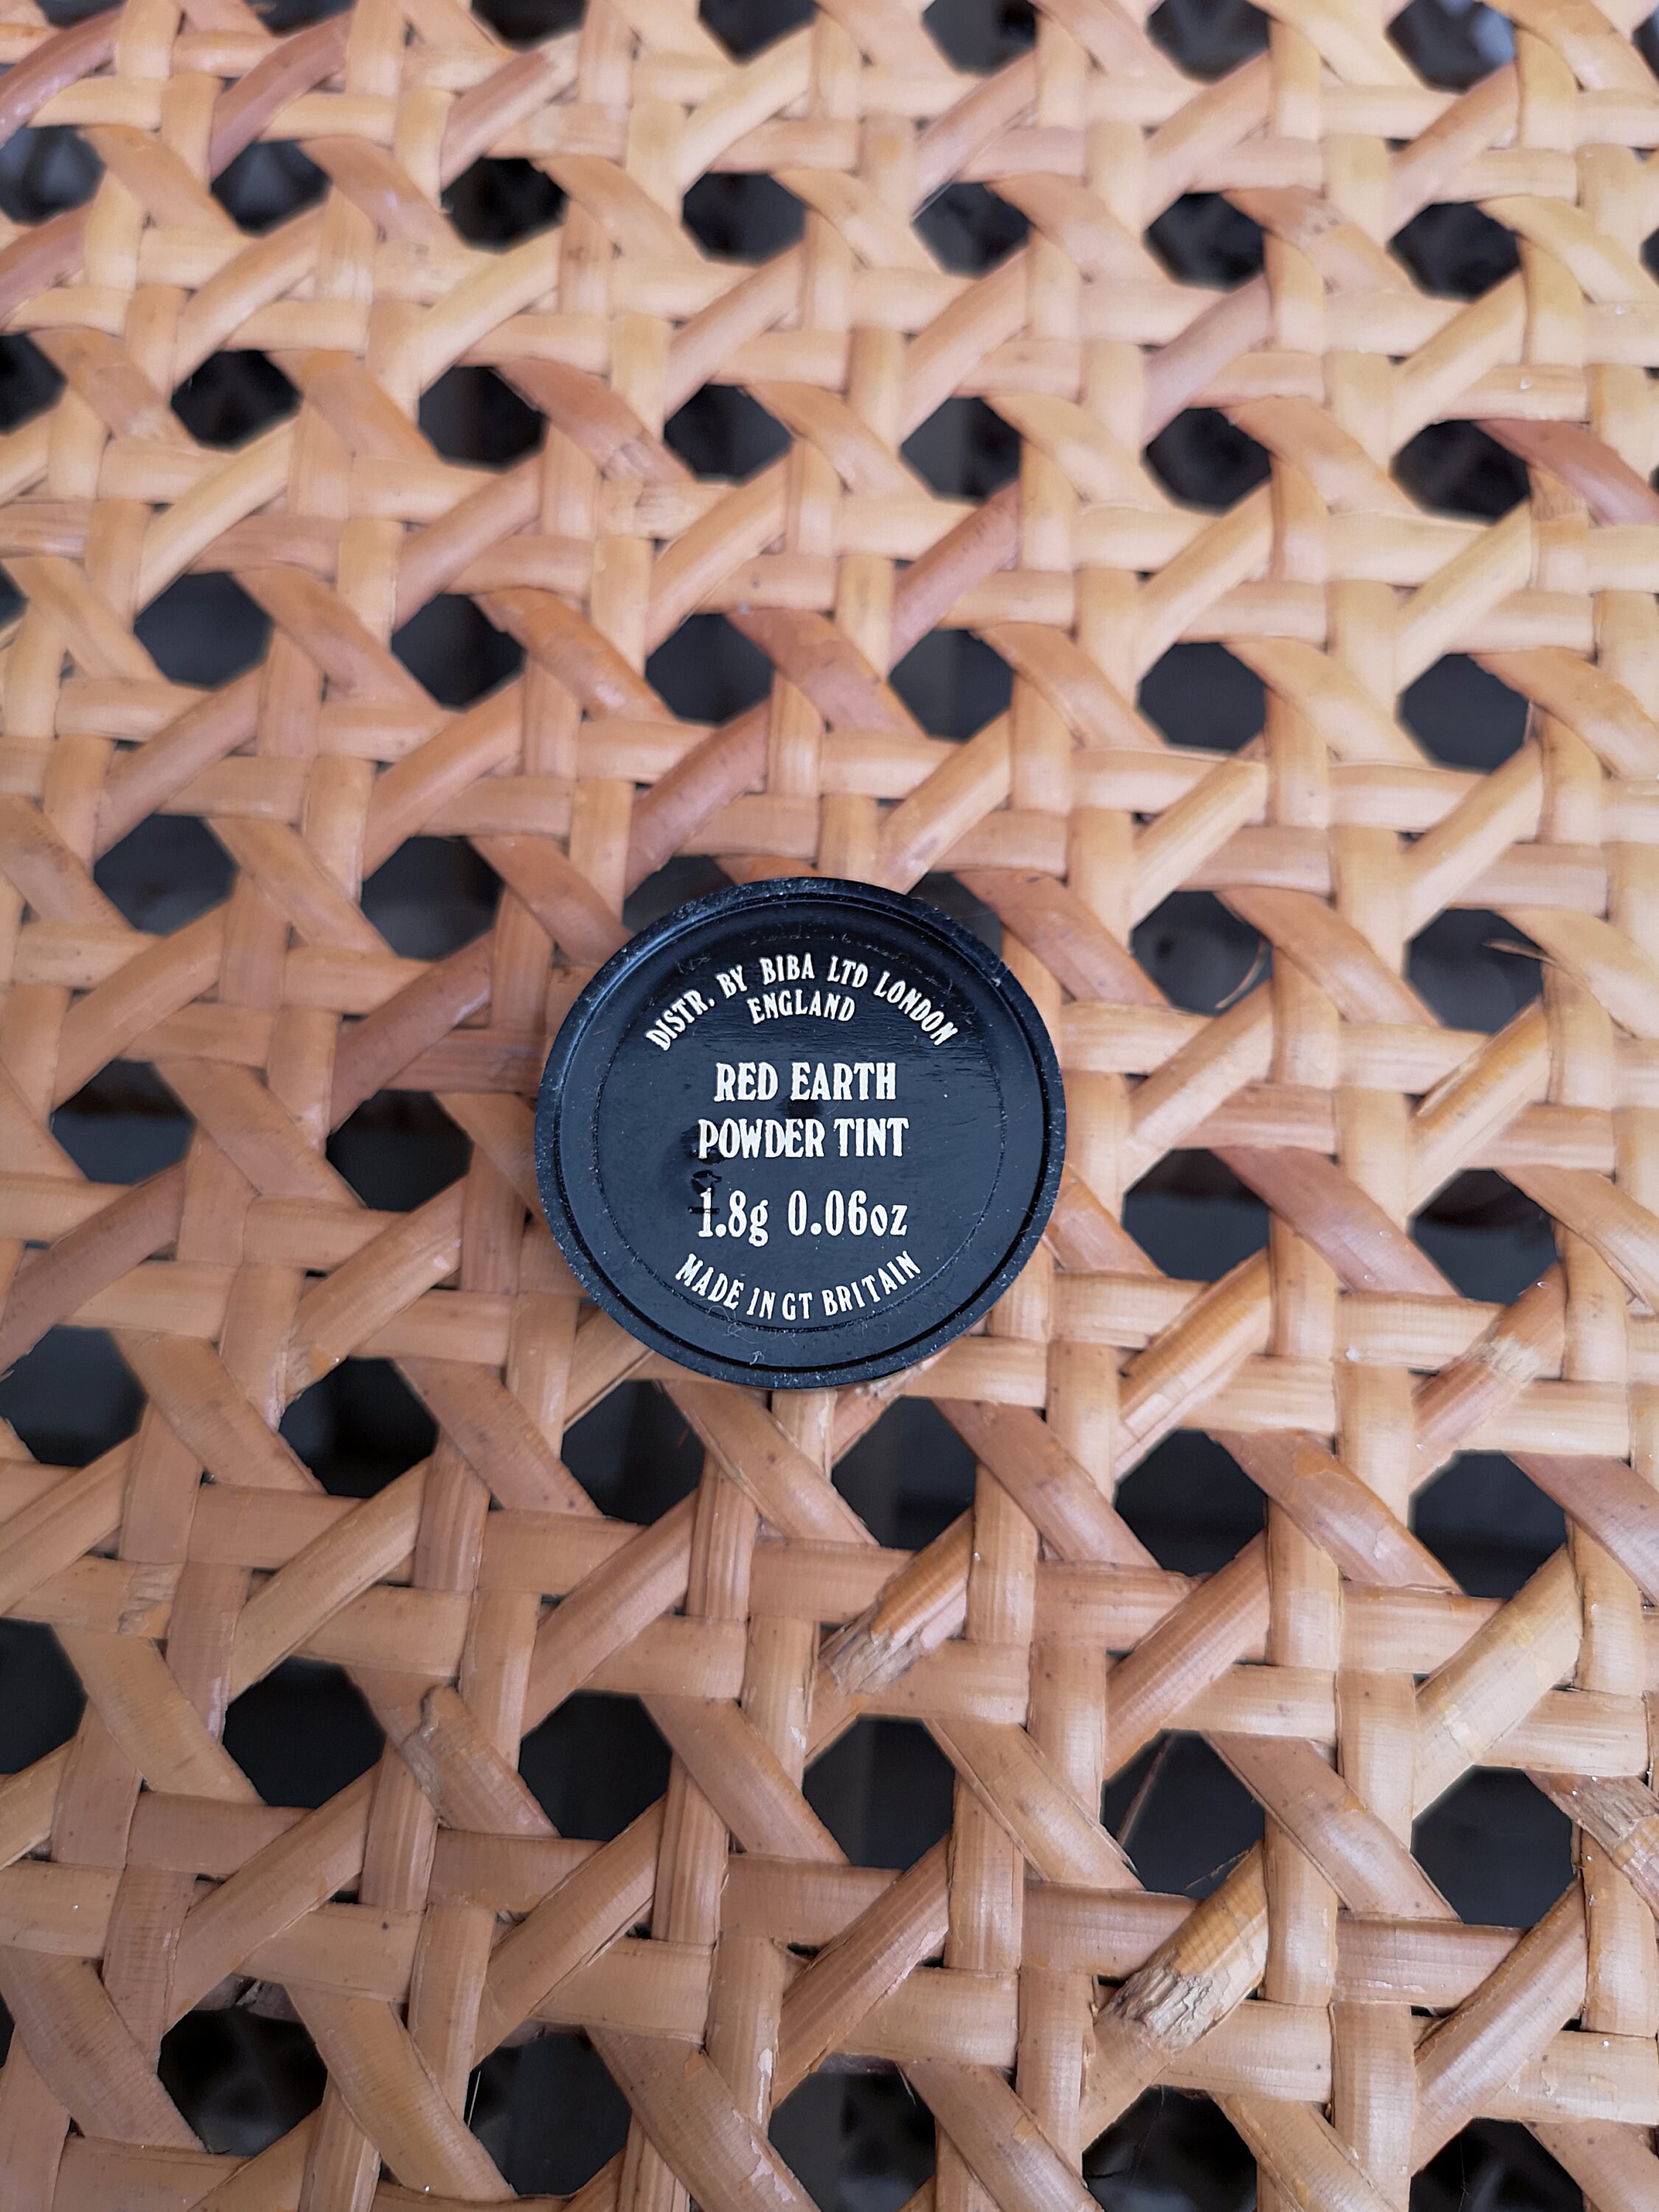 DISTR. BY BIBA LTD LONDON
ENGLAND
RED EARTH
POWDER TINT
1.8g 0.06oz
MADE IN GT BRITAIN